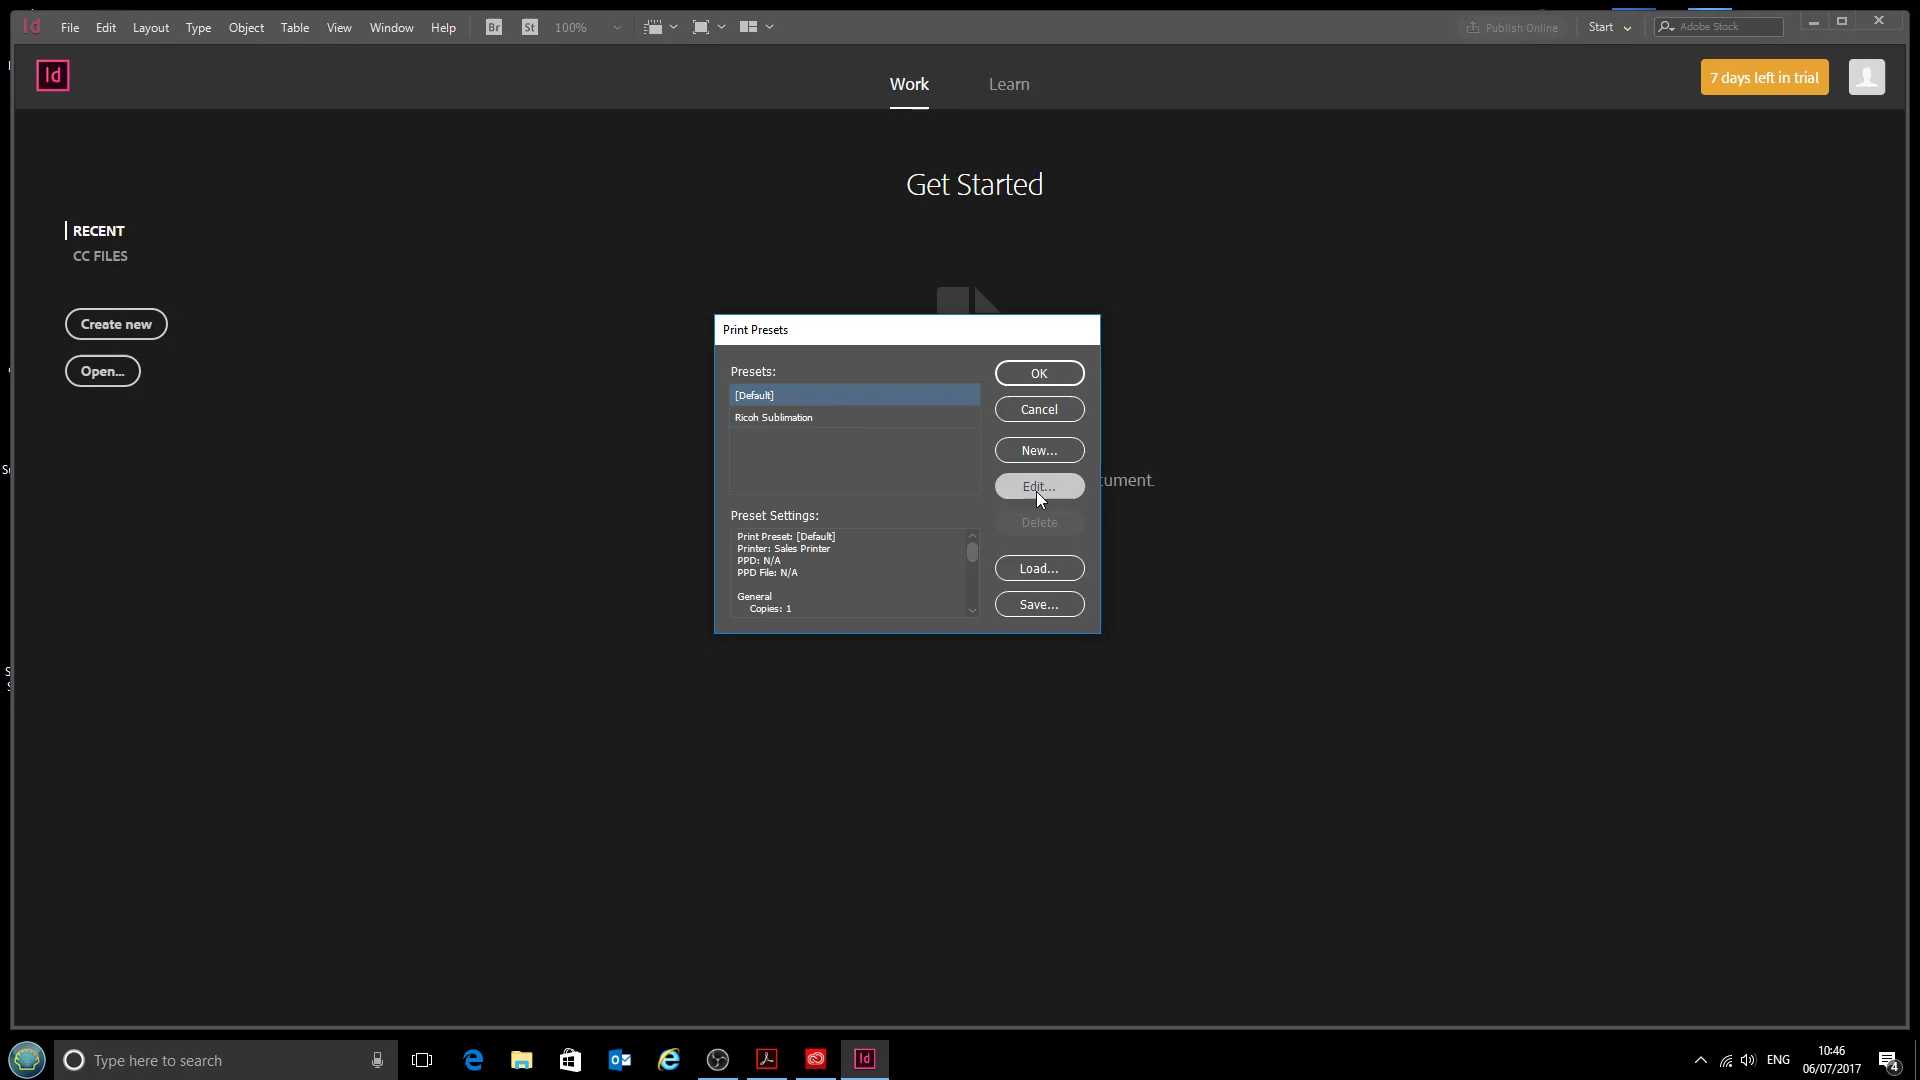 Id File Edit Layout Type Object Table View Window Help Br St 100% Publish Online Start Adobe Stock
Id Work Learn 7 days left in trial
Get Started
RECENT
CC FILES
Create new
Open...
Print Presets
Presets:
[Default]
Ricoh Sublimation
OK
Cancel
New...
Edit...
Delete
Load...
Save...
cument.
Preset Settings:
Print Preset: [Default]
Printer: Sales Printer
PPD: N/A
PPD File: N/A
General
Copies: 1
Type here to search
Id
ENG
10:46
06/07/2017
4